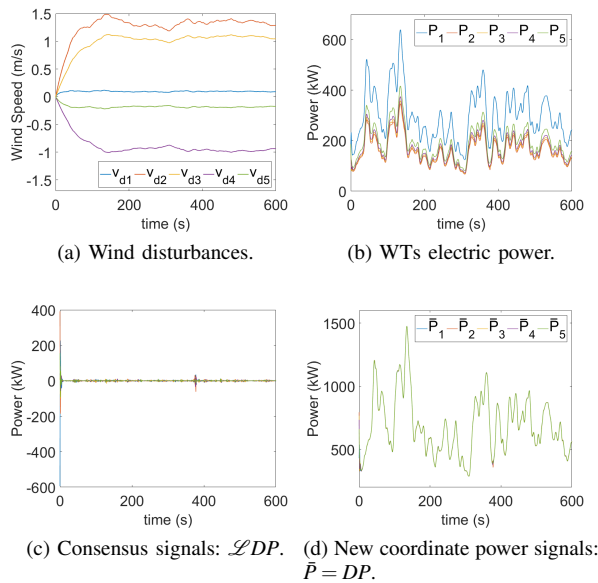 1.5
1
0.5
0
-0.5
-1
-1.5
Wind Speed (m/s)
0 200 400 600
time (s)
v_d1 v_d2 v_d3 v_d4 v_d5
(a) Wind disturbances.
P_1 P_2 P_3 P_4 P_5
600
400
200
0
Power (kW)
0 200 400 600
time (s)
(b) WTs electric power.
400
200
0
-200
-400
-600
Power (kW)
0 200 400 600
time (s)
(c) Consensus signals: ℒDP.
P̄_1 P̄_2 P̄_3 P̄_4 P̄_5
1500
1000
500
Power (kW)
0 200 400 600
time (s)
(d) New coordinate power signals:
P̄ = DP.